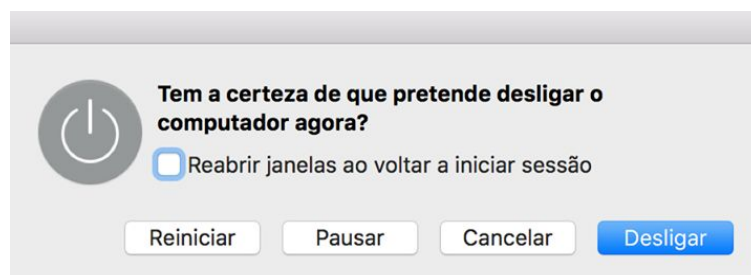 Tem a certeza de que pretende desligar o
computador agora?
Reabrir janelas ao voltar a iniciar sessão
Reiniciar
Pausar
Cancelar
Desligar